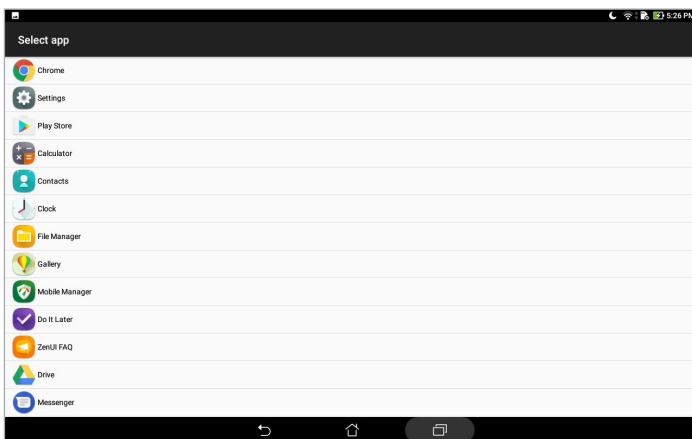 5:26 PM
Select app
Chrome
Settings
Play Store
Calculator
Contacts
Clock
File Manager
Gallery
Mobile Manager
Do It Later
ZenUI FAQ
Drive
Messenger